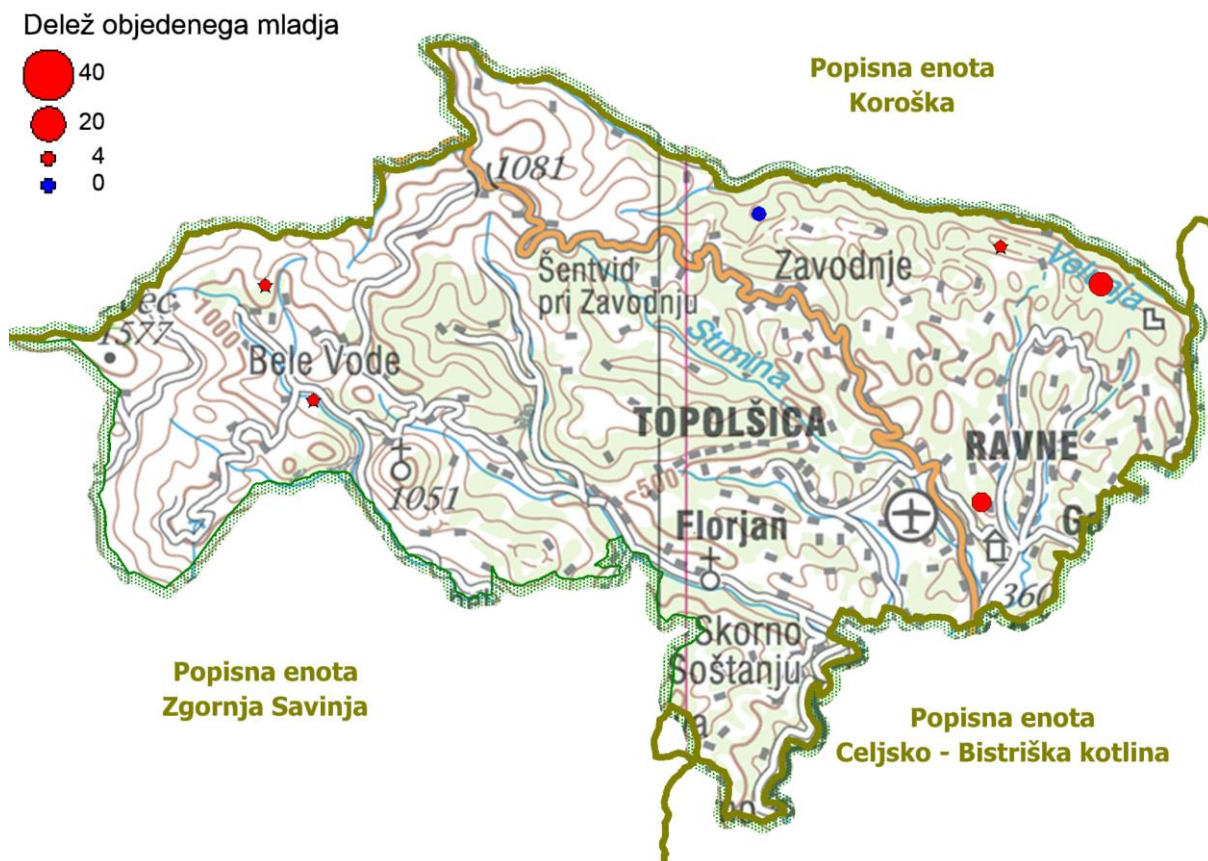 Delež objedenega mladja
40
20
4
0
Popisna enota
Koroška
1081
Šentvid
pri Zavodnju
Zavodnje
1577
1000
Bele Vode
Strmina
TOPOLŠICA
RAVNE
500
1051
Florjan
360
Skorno
Šoštanju
Popisna enota
Zgornja Savinja
Popisna enota
Celjsko - Bistriška kotlina